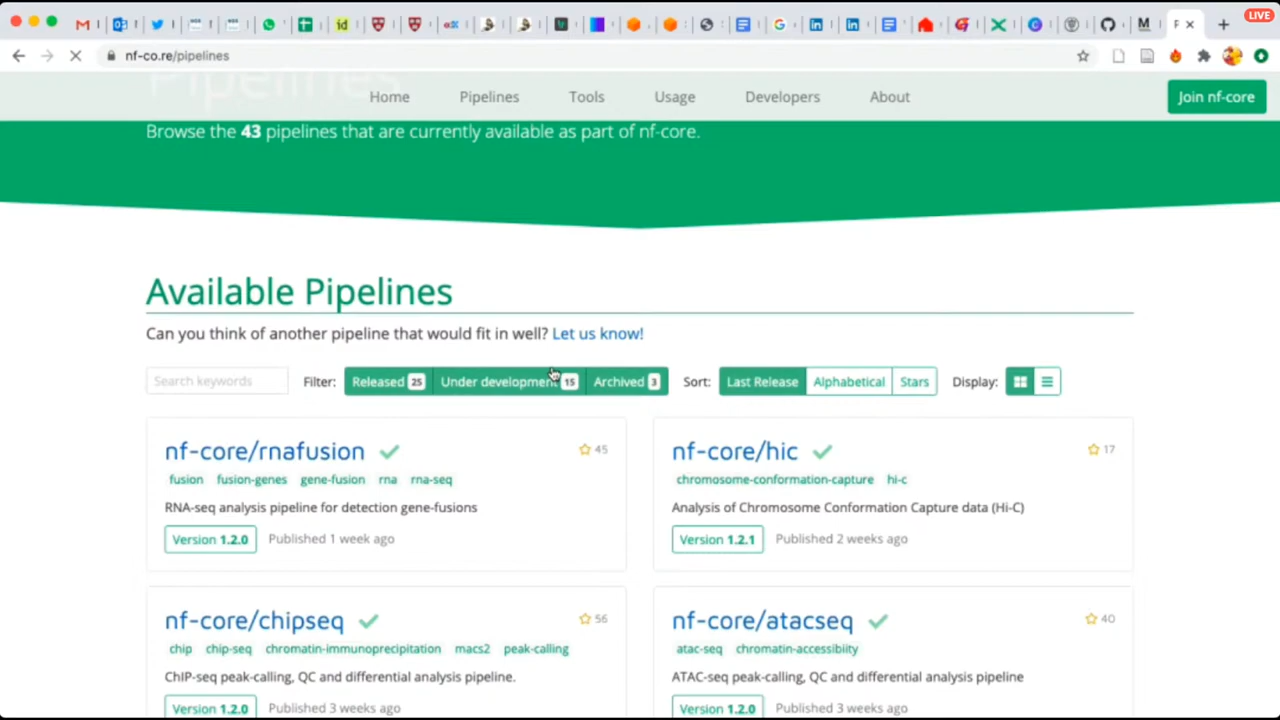 LIVE
nf-co.re/pipelines
Pipelines
Home Pipelines Tools Usage Developers About Join nf-core
Browse the 43 pipelines that are currently available as part of nf-core.
Available Pipelines
Can you think of another pipeline that would fit in well? Let us know!
Search keywords Filter: Released 25 Under development 15 Archived 3 Sort: Last Release Alphabetical Stars Display:
nf-core/rnafusion 45
fusion fusion-genes gene-fusion rna rna-seq
RNA-seq analysis pipeline for detection gene-fusions
Version 1.2.0 Published 1 week ago
nf-core/hic 17
chromosome-conformation-capture hi-c
Analysis of Chromosome Conformation Capture data (Hi-C)
Version 1.2.1 Published 2 weeks ago
nf-core/chipseq 56
chip chip-seq chromatin-immunoprecipitation macs2 peak-calling
ChIP-seq peak-calling, QC and differential analysis pipeline.
Version 1.2.0 Published 3 weeks ago
nf-core/atacseq 40
atac-seq chromatin-accessibiity
ATAC-seq peak-calling, QC and differential analysis pipeline
Version 1.2.0 Published 3 weeks ago